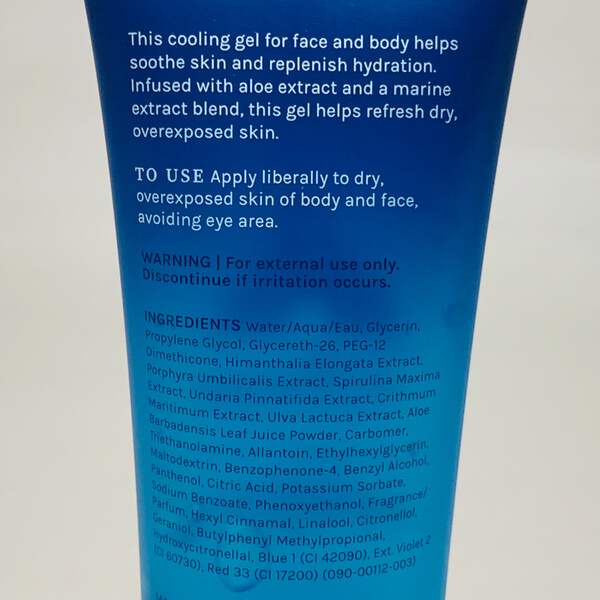 This cooling gel for face and body helps
soothe skin and replenish hydration.
Infused with aloe extract and a marine
extract blend, this gel helps refresh dry,
overexposed skin.
TO USE Apply liberally to dry,
overexposed skin of body and face,
avoiding eye area.
WARNING | For external use only.
Discontinue if irritation occurs.
INGREDIENTS Water/Aqua/Eau, Glycerin,
Propylene Glycol, Glycereth-26, PEG-12
Dimethicone, Himanthalia Elongata Extract,
Porphyra Umbilicalis Extract, Spirulina Maxima
Extract, Undaria Pinnatifida Extract, Crithmum
Maritimum Extract, Ulva Lactuca Extract, Aloe
Barbadensis Leaf Juice Powder, Carbomer,
Triethanolamine, Allantoin, Ethylhexylglycerin,
Maltodextrin, Benzophenone-4, Benzyl Alcohol,
Panthenol, Citric Acid, Potassium Sorbate,
Sodium Benzoate, Phenoxyethanol, Fragrance/
Parfum, Hexyl Cinnamal, Linalool, Citronellol,
Geraniol, Butylphenyl Methylpropional,
Hydroxycitronellal, Blue 1 (CI 42090), Ext. Violet 2
(CI 60730), Red 33 (CI 17200) (090-00112-003)